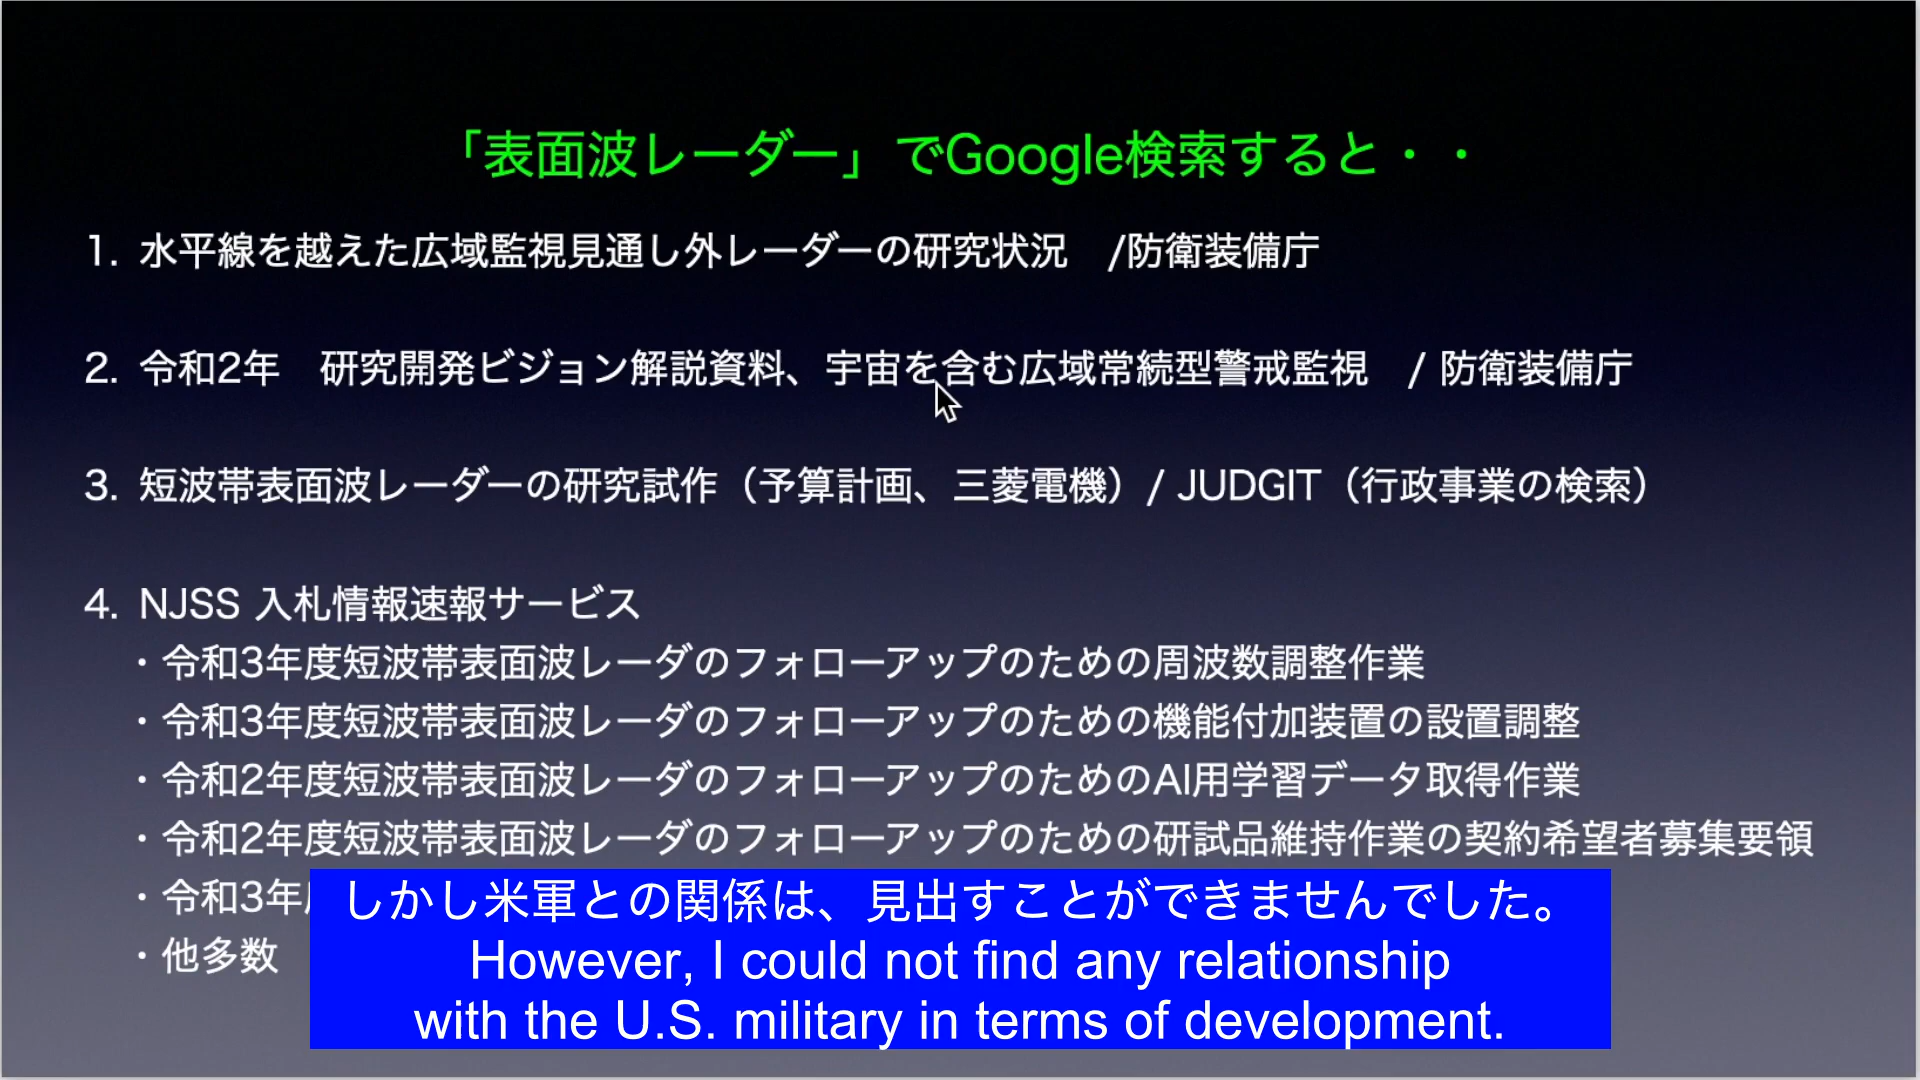 「表面波レーダー」でGoogle検索すると・・
1. 水平線を越えた広域監視見通し外レーダーの研究状況　/防衛装備庁
2. 令和2年　研究開発ビジョン解説資料、宇宙を含む広域常続型警戒監視　/ 防衛装備庁
3. 短波帯表面波レーダーの研究試作（予算計画、三菱電機）/ JUDGIT（行政事業の検索）
4. NJSS 入札情報速報サービス
・令和3年度短波帯表面波レーダのフォローアップのための周波数調整作業
・令和3年度短波帯表面波レーダのフォローアップのための機能付加装置の設置調整
・令和2年度短波帯表面波レーダのフォローアップのためのAI用学習データ取得作業
・令和2年度短波帯表面波レーダのフォローアップのための研試品維持作業の契約希望者募集要領
・令和3年
・他多数
しかし米軍との関係は、見出すことができませんでした。
However, I could not find any relationship
with the U.S. military in terms of development.